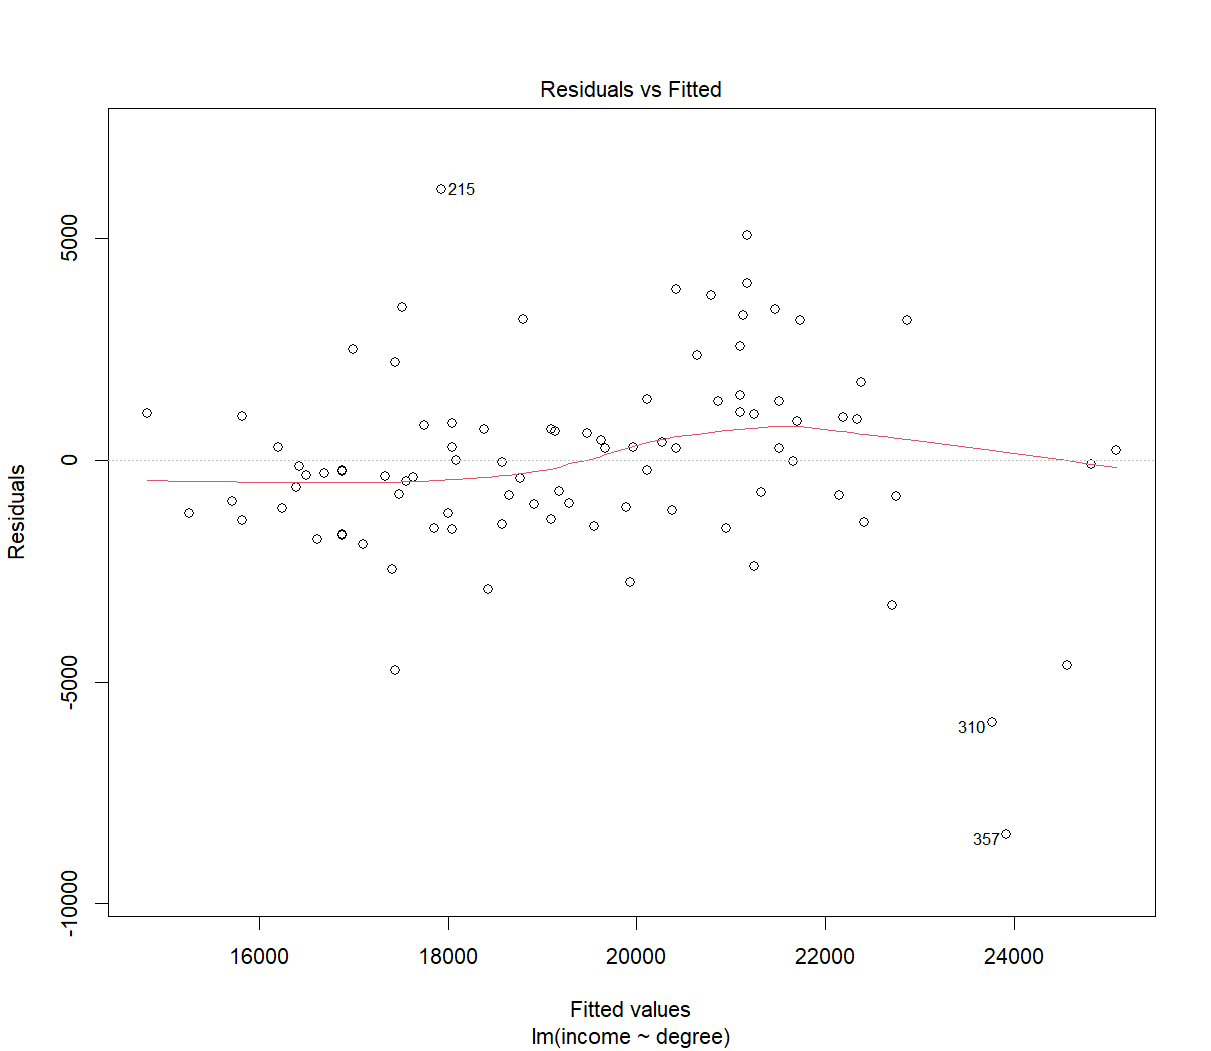 Residuals vs Fitted
215
5000
0
Residuals
-5000
310
357
-10000
16000 18000 20000 22000 24000
Fitted values
lm(income ~ degree)